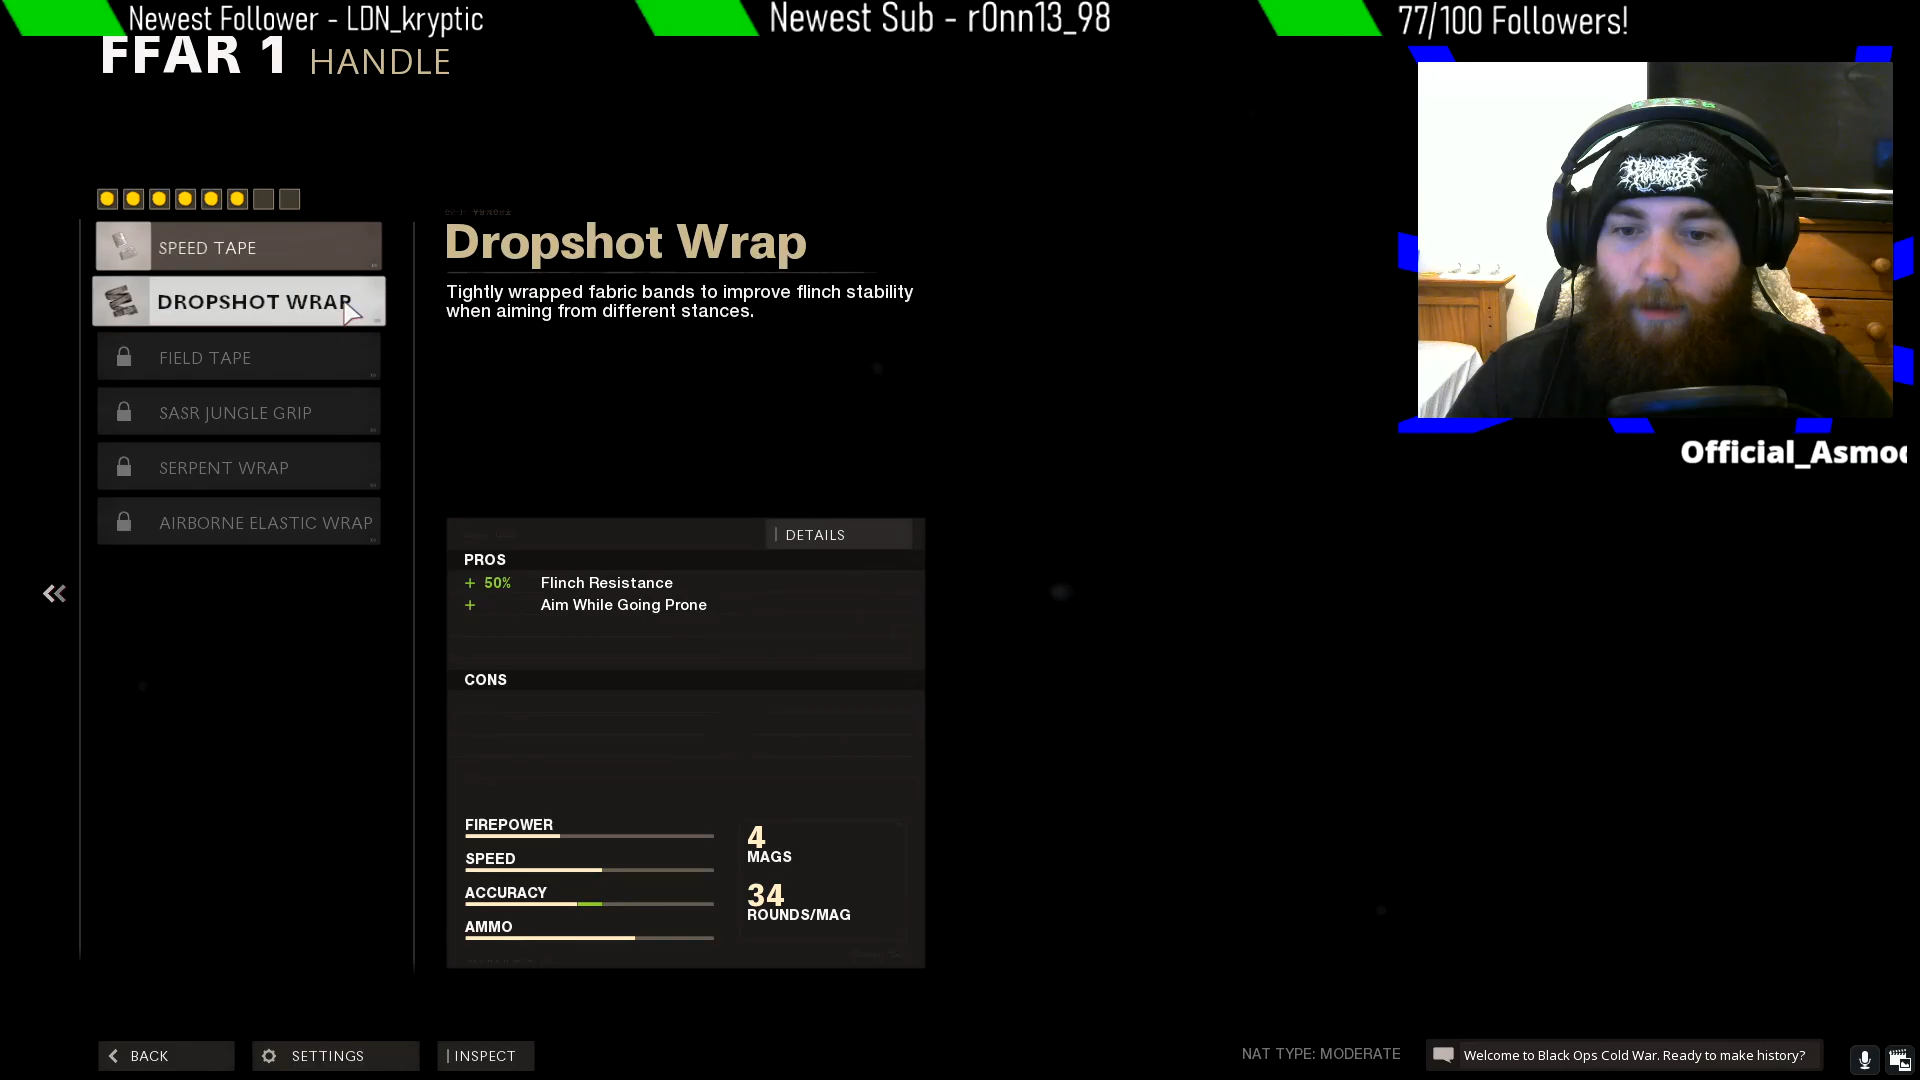 Newest Follower - LDN_kryptic
Newest Sub - r0nn13_98
77/100 Followers!
FFAR 1 HANDLE
SPEED TAPE
DROPSHOT WRAP
FIELD TAPE
SASR JUNGLE GRIP
SERPENT WRAP
AIRBORNE ELASTIC WRAP
Dropshot Wrap
Tightly wrapped fabric bands to improve flinch stability
when aiming from different stances.
DETAILS
PROS
+ 50% Flinch Resistance
+ Aim While Going Prone
CONS
FIREPOWER
SPEED
ACCURACY
AMMO
4
MAGS
34
ROUNDS/MAG
Official_Asmod
BACK
SETTINGS
INSPECT
NAT TYPE: MODERATE
Welcome to Black Ops Cold War. Ready to make history?